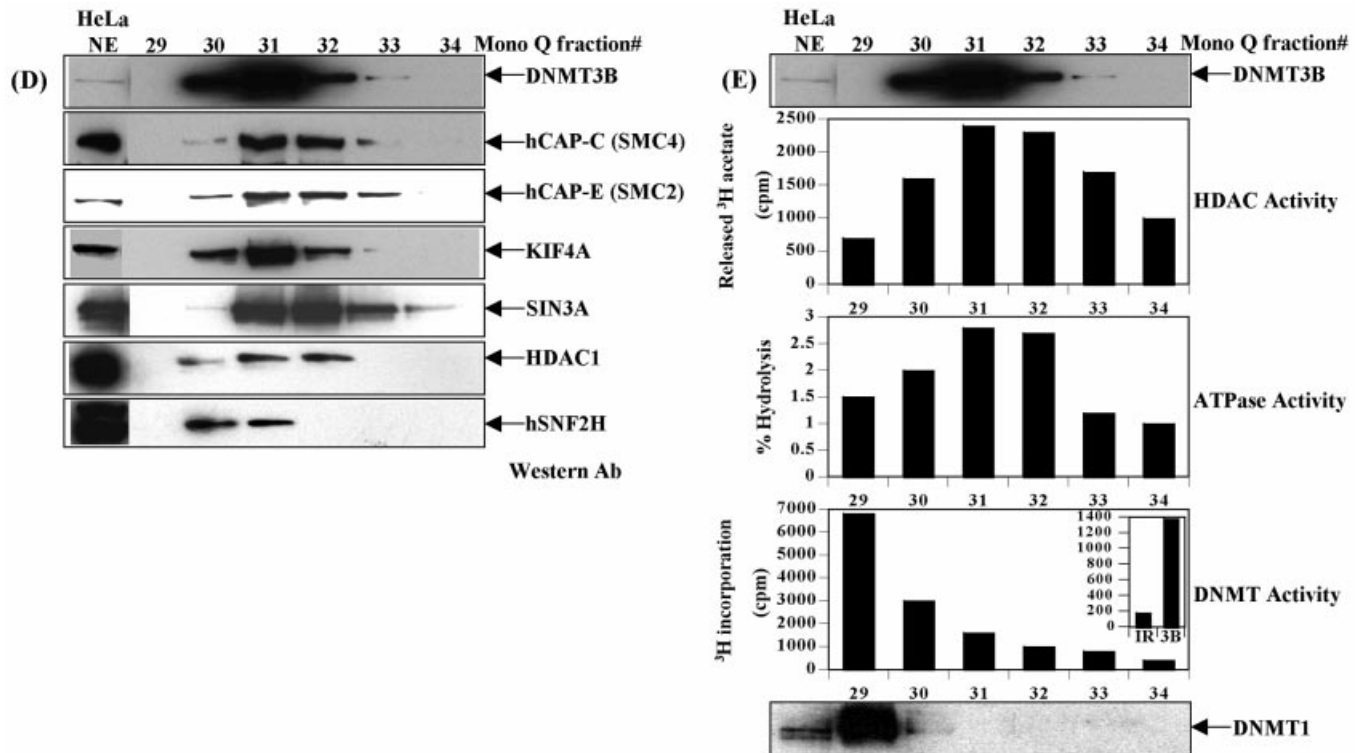 HeLa
NE 29 30 31 32 33 34 Mono Q fraction#
(D)
DNMT3B
hCAP-C (SMC4)
hCAP-E (SMC2)
KIF4A
SIN3A
HDAC1
hSNF2H
Western Ab
HeLa
NE 29 30 31 32 33 34 Mono Q fraction#
(E)
DNMT3B
Released ³H acetate
(cpm)
2500
2000
1500
1000
500
0
HDAC Activity
29 30 31 32 33 34
% Hydrolysis
3
2.5
2
1.5
1
0.5
0
ATPase Activity
29 30 31 32 33 34
³H incorporation
(cpm)
7000
6000
5000
4000
3000
2000
1000
0
1400
1200
1000
800
600
400
200
0
IR 3B
DNMT Activity
29 30 31 32 33 34
DNMT1